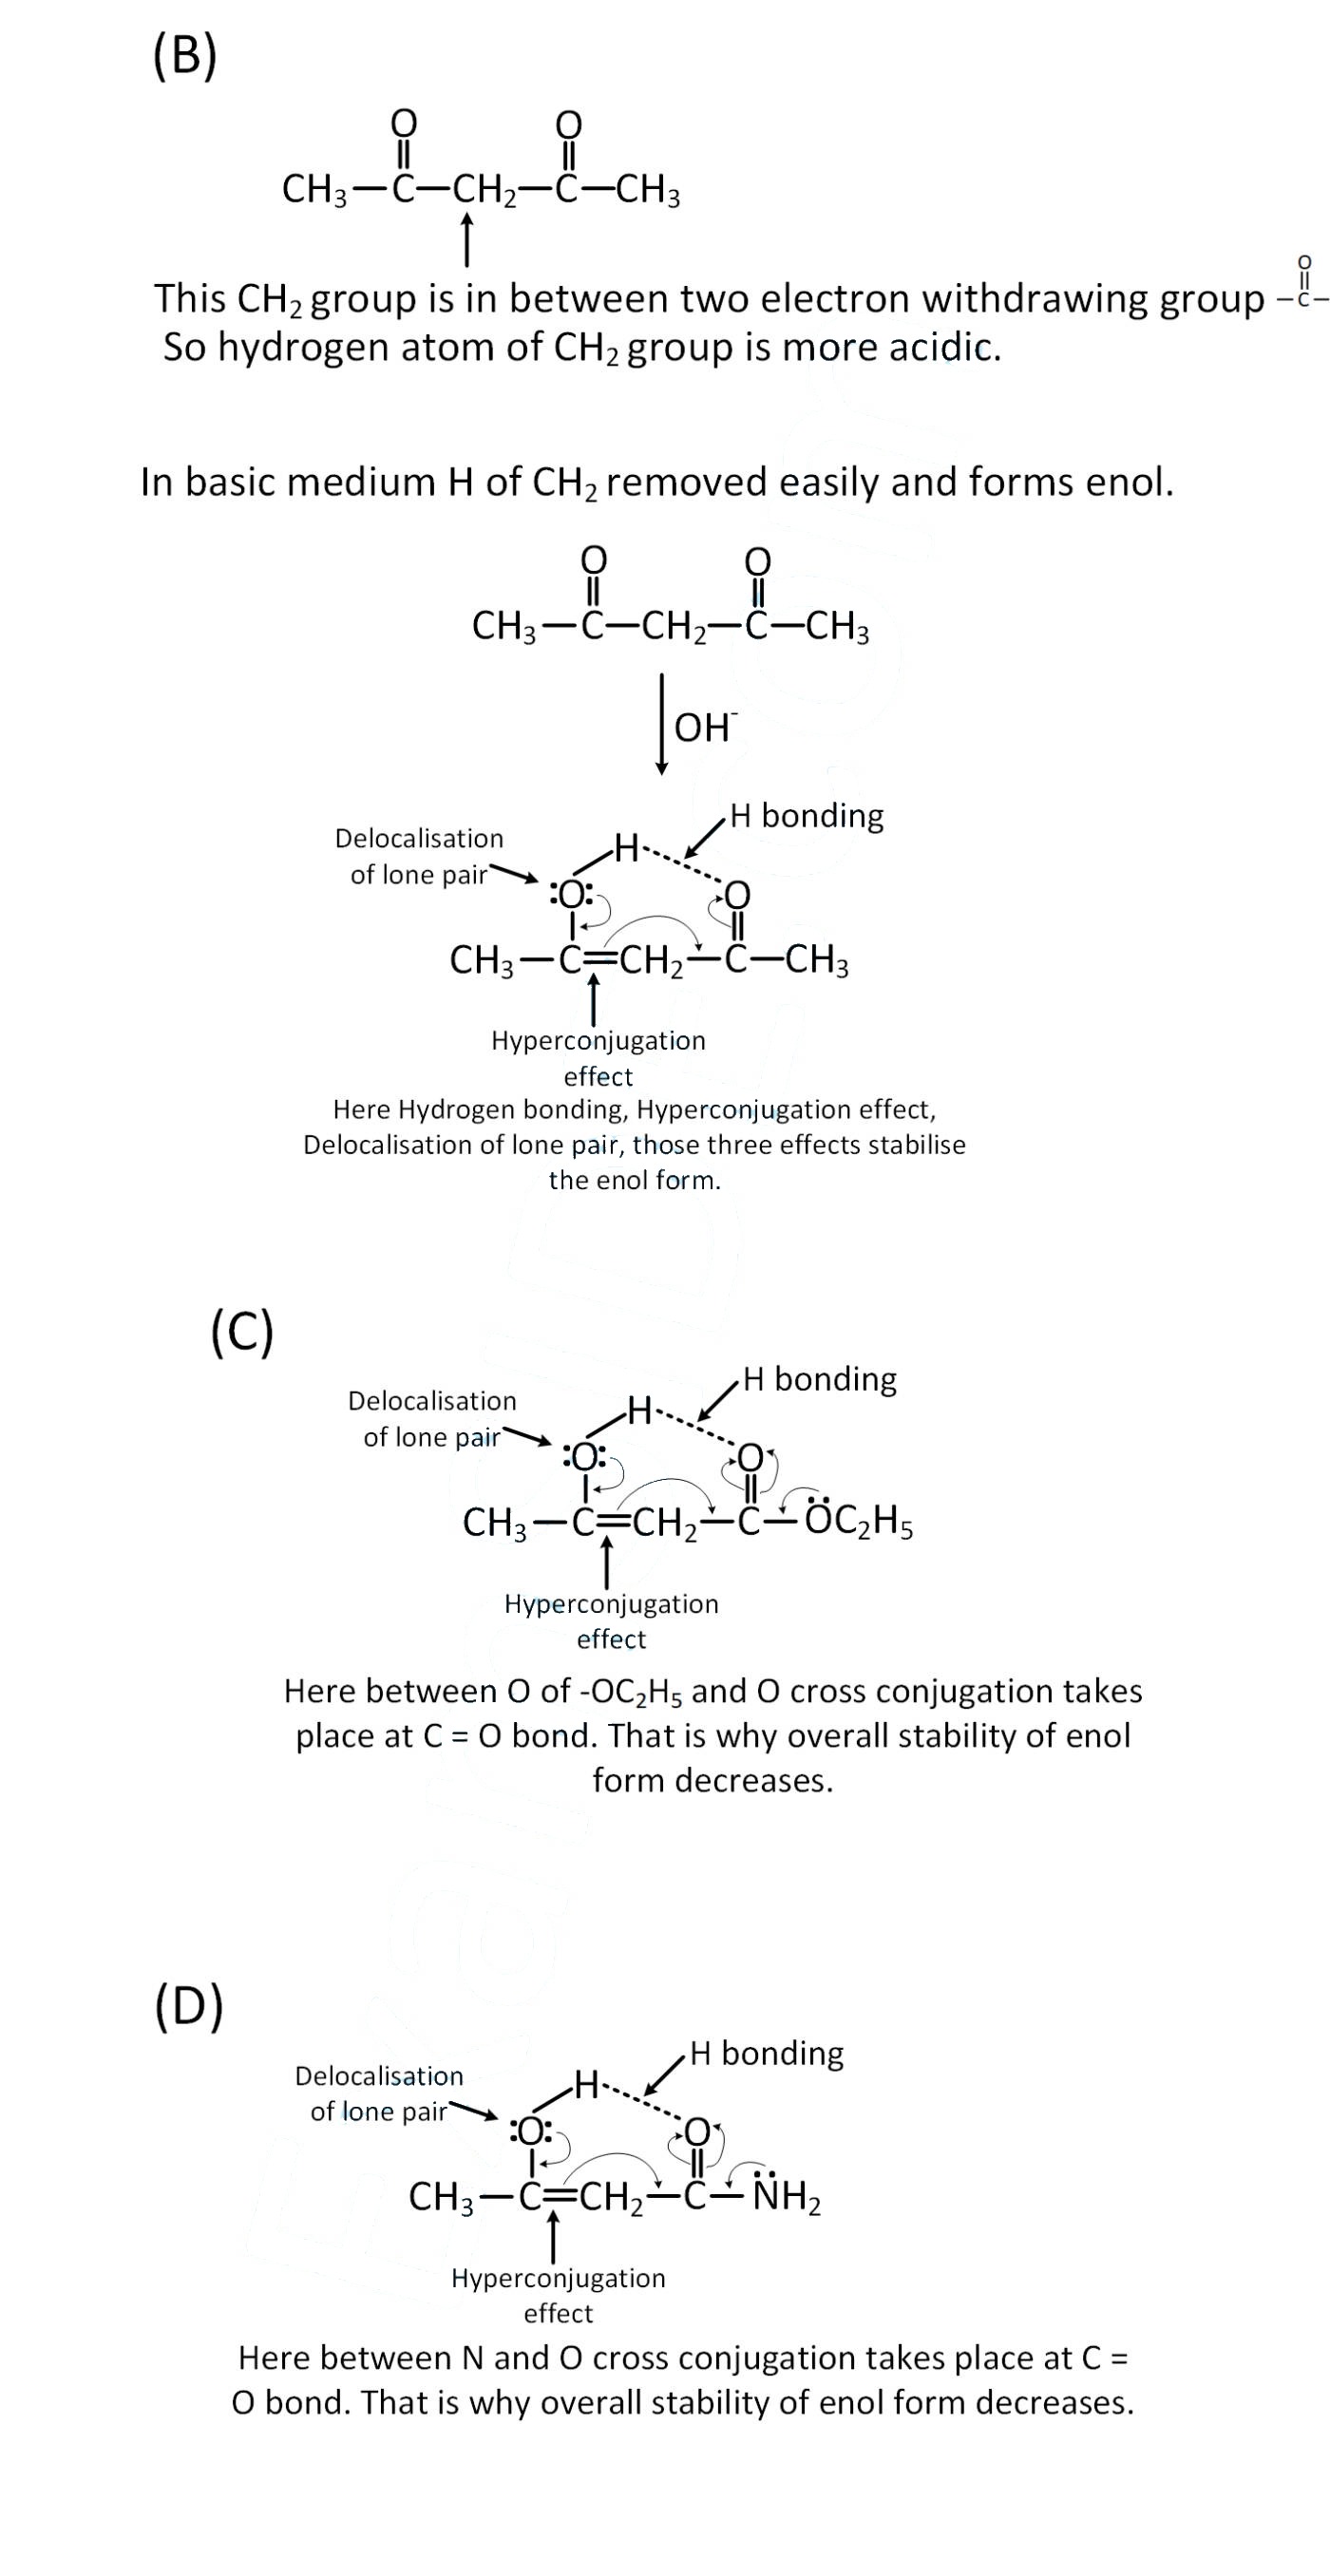 (B)
O O
CH₃—C—CH₂—C—CH₃
This CH₂ group is in between two electron withdrawing group –C–
O
So hydrogen atom of CH₂ group is more acidic.
In basic medium H of CH₂ removed easily and forms enol.
O O
CH₃—C—CH₂—C—CH₃
OH⁻
H bonding
Delocalisation
of lone pair
H
:O: O
CH₃—C=CH₂—C—CH₃
Hyperconjugation
effect
Here Hydrogen bonding, Hyperconjugation effect,
Delocalisation of lone pair, those three effects stabilise
the enol form.
(C)
H bonding
Delocalisation
of lone pair
H
:O: O
CH₃—C=CH₂—C—ÖC₂H₅
Hyperconjugation
effect
Here between O of -OC₂H₅ and O cross conjugation takes
place at C = O bond. That is why overall stability of enol
form decreases.
(D)
H bonding
Delocalisation
of lone pair
H
:O: O
CH₃—C=CH₂—C—N̈H₂
Hyperconjugation
effect
Here between N and O cross conjugation takes place at C =
O bond. That is why overall stability of enol form decreases.